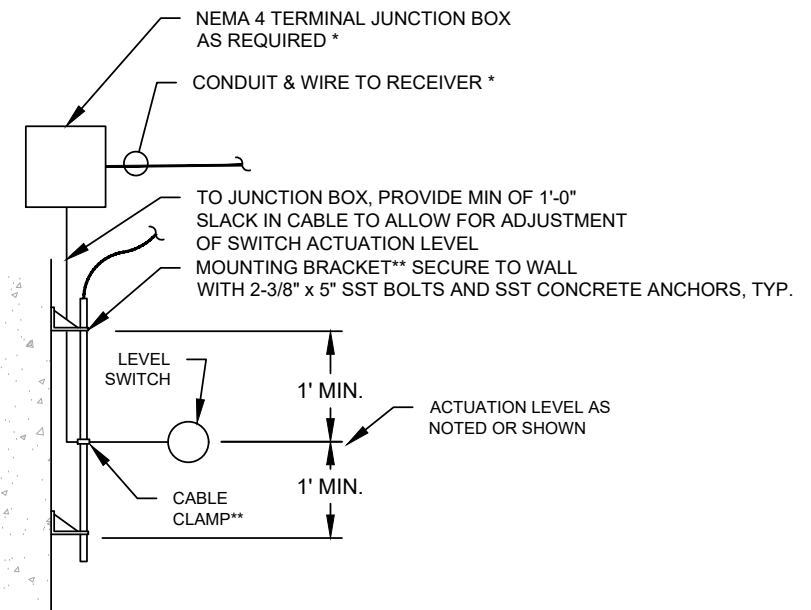 NEMA 4 TERMINAL JUNCTION BOX
AS REQUIRED *
CONDUIT & WIRE TO RECEIVER *
TO JUNCTION BOX, PROVIDE MIN OF 1'-0"
SLACK IN CABLE TO ALLOW FOR ADJUSTMENT
OF SWITCH ACTUATION LEVEL
MOUNTING BRACKET** SECURE TO WALL
WITH 2-3/8" x 5" SST BOLTS AND SST CONCRETE ANCHORS, TYP.
LEVEL
SWITCH
1' MIN.
ACTUATION LEVEL AS
NOTED OR SHOWN
1' MIN.
CABLE
CLAMP**